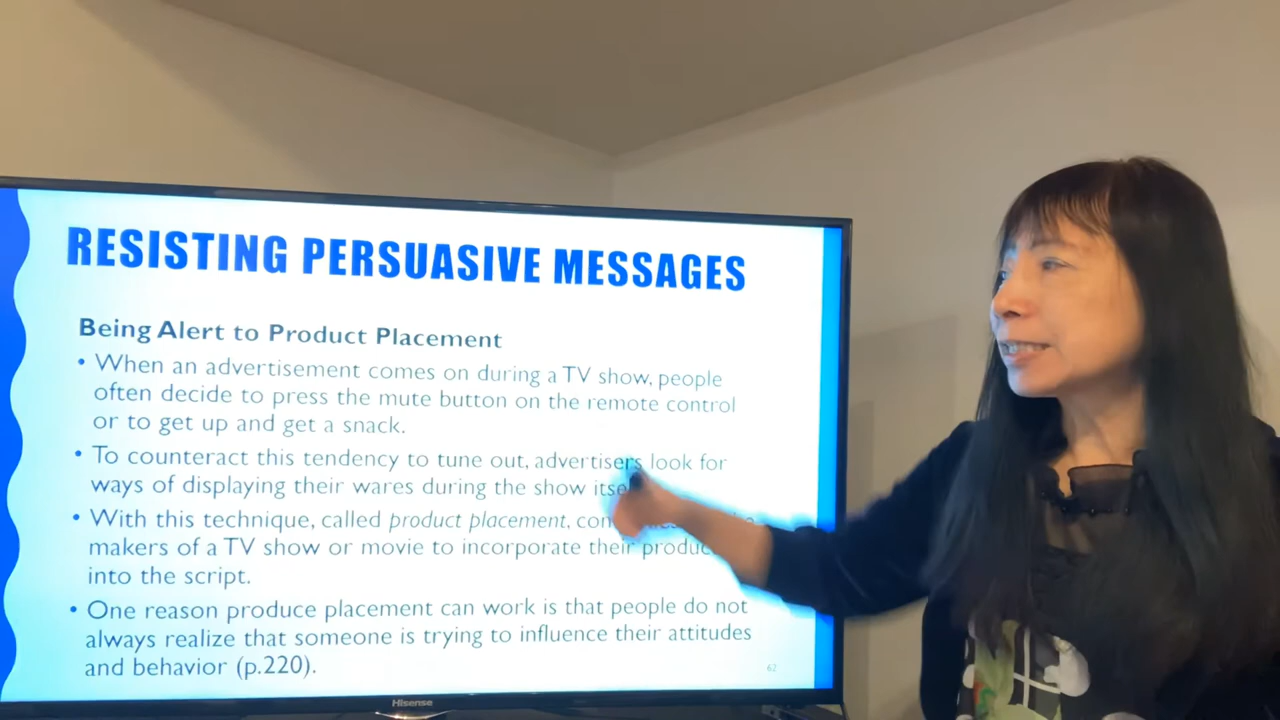 RESISTING PERSUASIVE MESSAGES
Being Alert to Product Placement
• When an advertisement comes on during a TV show, people
often decide to press the mute button on the remote control
or to get up and get a snack.
• To counteract this tendency to tune out, advertisers look for
ways of displaying their wares during the show
• With this technique, called product placement,
makers of a TV show or movie to incorporate their
into the script.
• One reason produce placement can work is that people do not
always realize that someone is trying to influence their attitudes
and behavior (p.220).
62
Hisense